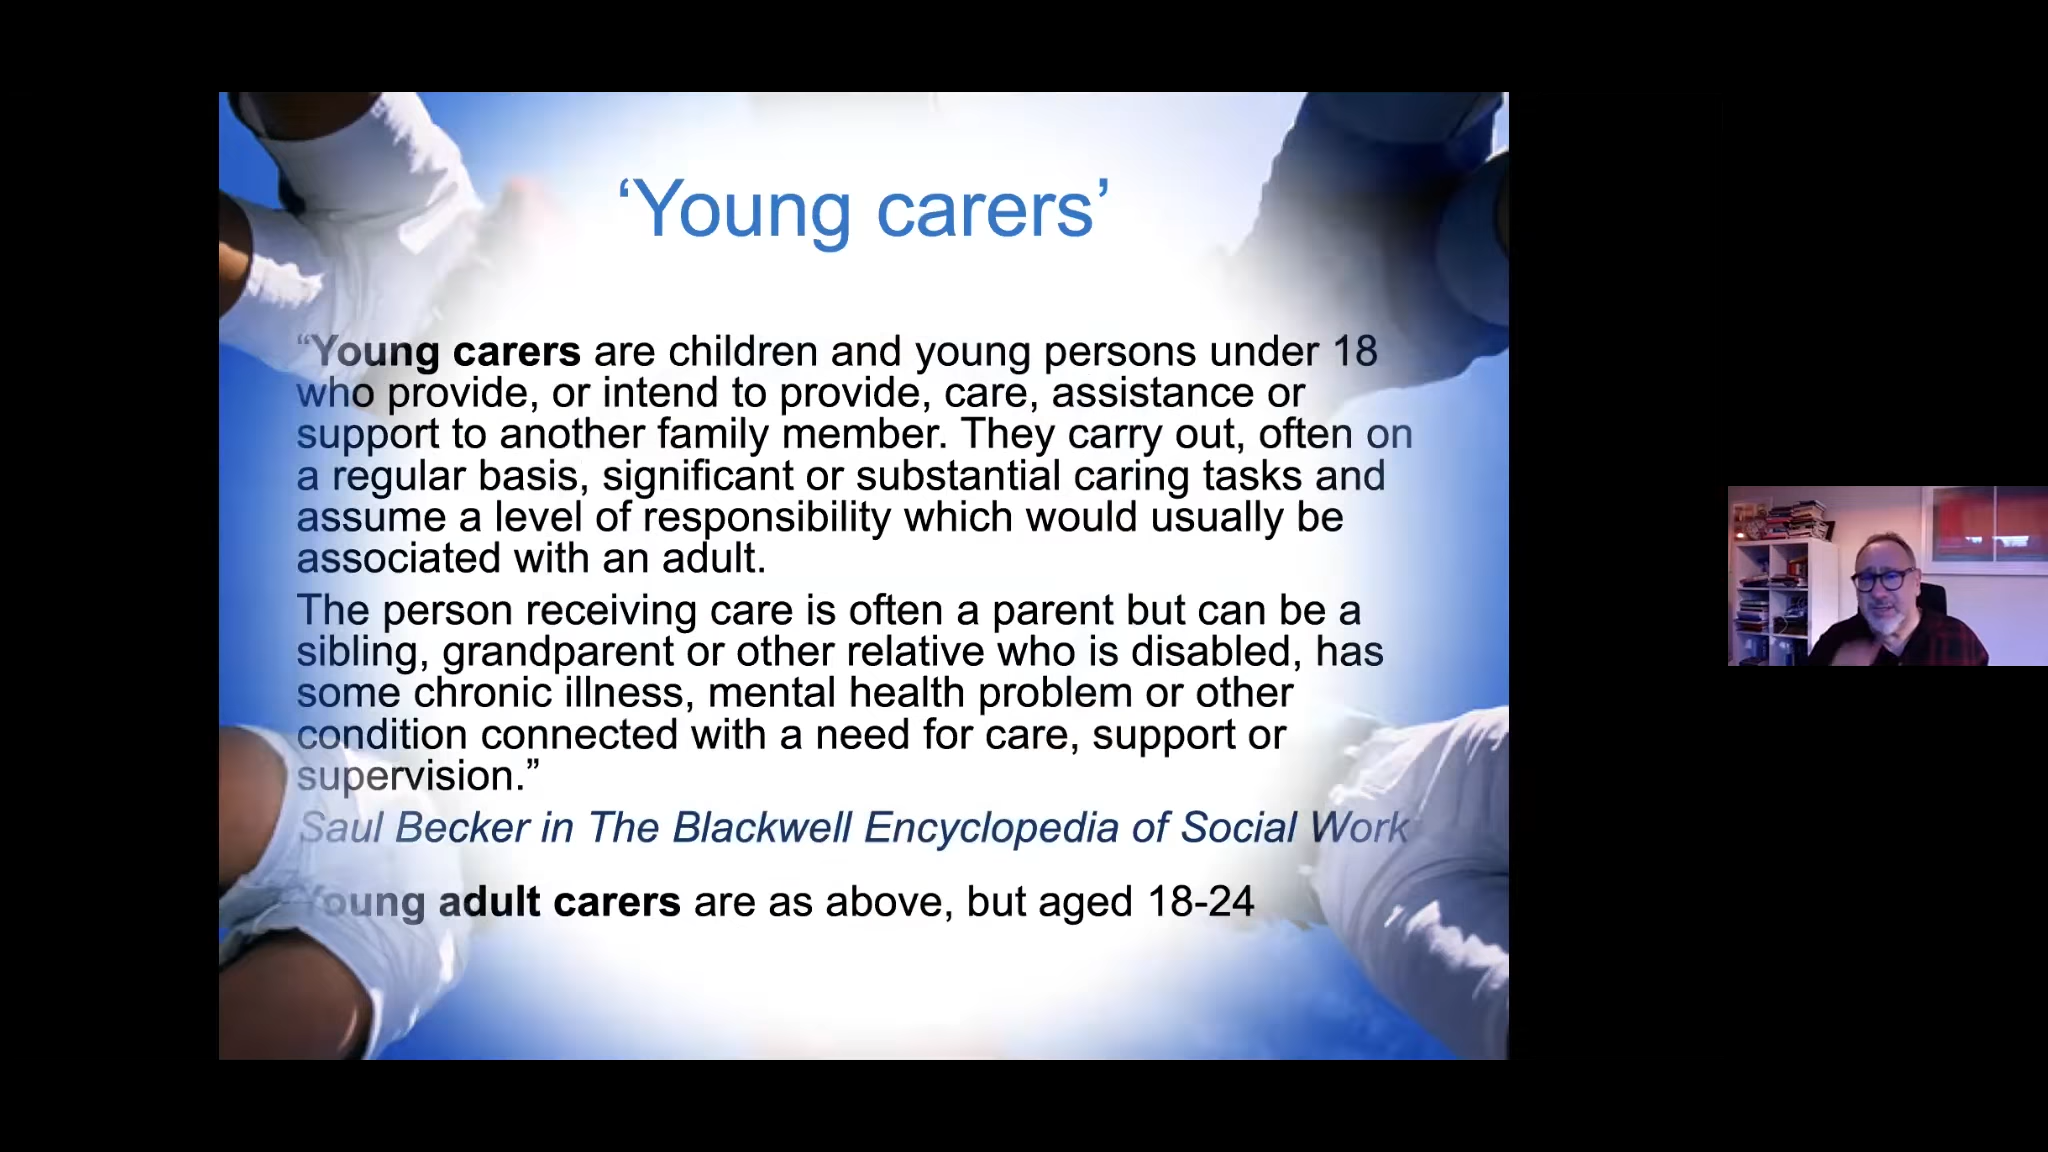 ‘Young carers’
“Young carers are children and young persons under 18
who provide, or intend to provide, care, assistance or
support to another family member. They carry out, often on
a regular basis, significant or substantial caring tasks and
assume a level of responsibility which would usually be
associated with an adult.
The person receiving care is often a parent but can be a
sibling, grandparent or other relative who is disabled, has
some chronic illness, mental health problem or other
condition connected with a need for care, support or
supervision.”
Saul Becker in The Blackwell Encyclopedia of Social Work
Young adult carers are as above, but aged 18-24